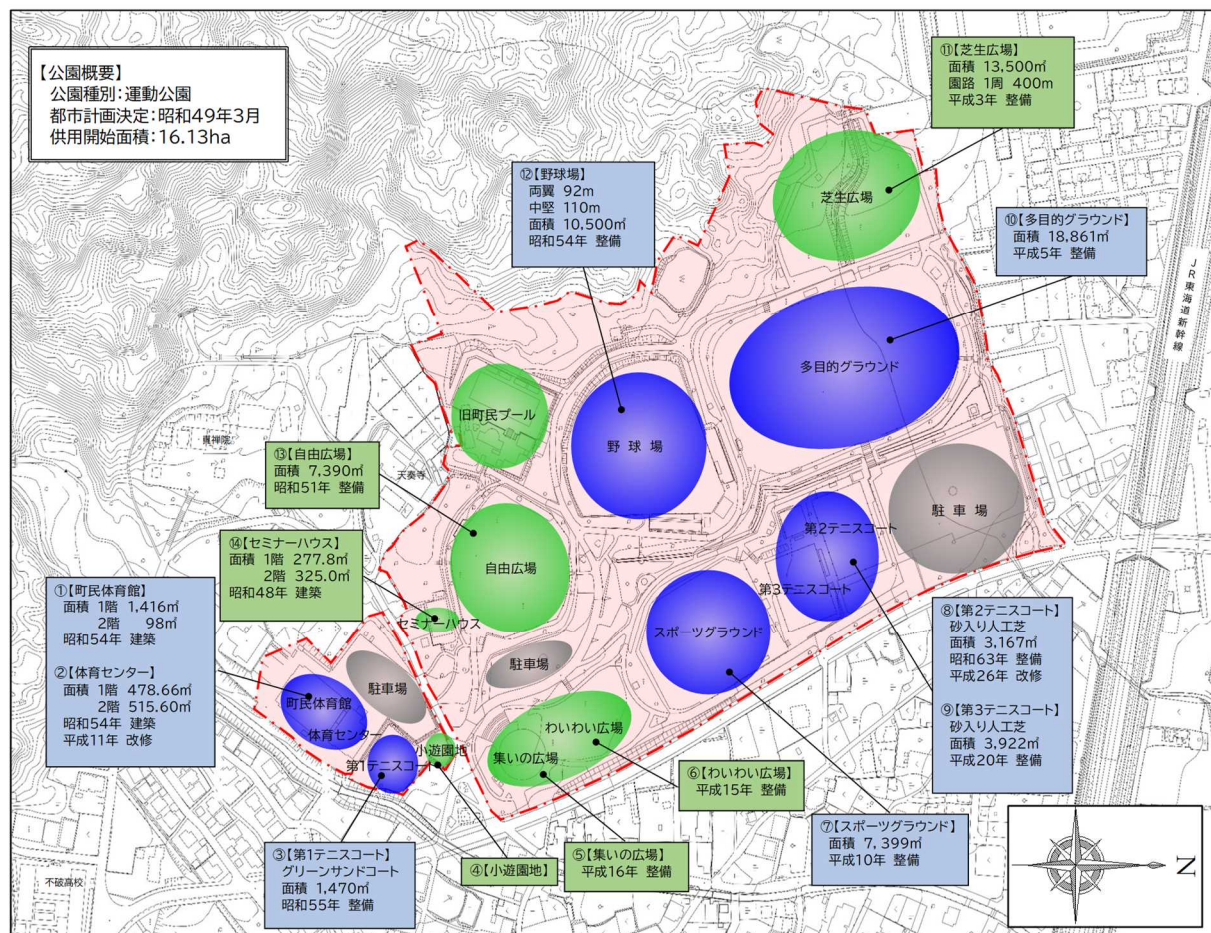 【公園概要】
公園種別:運動公園
都市計画決定:昭和49年3月
供用開始面積:16.13ha
⑪【芝生広場】
面積 13,500㎡
園路 1周 400m
平成3年 整備
⑫【野球場】
両翼 92m
中堅 110m
面積 10,500㎡
昭和54年 整備
⑩【多目的グラウンド】
面積 18,861㎡
平成5年 整備
芝生広場
JR東海道新幹線
多目的グラウンド
旧町民プール
野球場
天奏寺
⑬【自由広場】
面積 7,390㎡
昭和51年 整備
駐車場
第2テニスコート
第3テニスコート
⑭【セミナーハウス】
面積 1階 277.8㎡
2階 325.0㎡
昭和48年 建築
自由広場
セミナーハウス
スポーツグラウンド
①【町民体育館】
面積 1階 1,416㎡
2階 98㎡
昭和54年 建築
②【体育センター】
面積 1階 478.66㎡
2階 515.60㎡
昭和54年 建築
平成11年 改修
⑧【第2テニスコート】
砂入り人工芝
面積 3,167㎡
昭和63年 整備
平成26年 改修
⑨【第3テニスコート】
砂入り人工芝
面積 3,922㎡
平成20年 整備
駐車場
駐車場
町民体育館
体育センター
第1テニスコート
小遊園地
わいわい広場
集いの広場
⑥【わいわい広場】
平成15年 整備
⑦【スポーツグラウンド】
面積 7,399㎡
平成10年 整備
③【第1テニスコート】
グリーンサンドコート
面積 1,470㎡
昭和55年 整備
④【小遊園地】
⑤【集いの広場】
平成16年 整備
不破高校
N